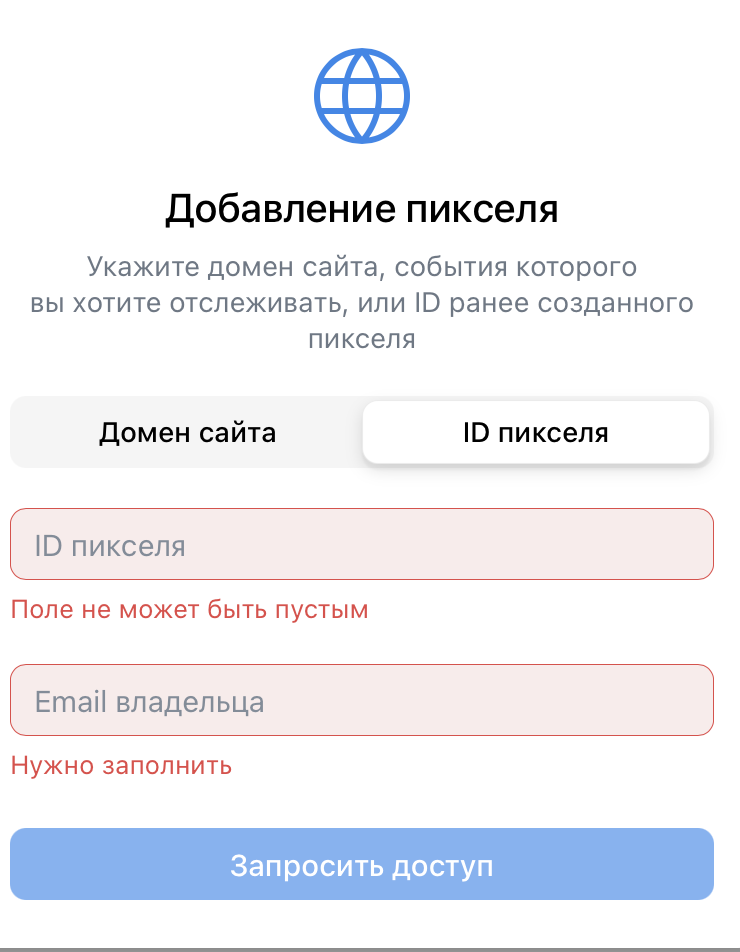 Добавление пикселя
Укажите домен сайта, события которого
вы хотите отслеживать, или ID ранее созданного
пикселя
Домен сайта
ID пикселя
ID пикселя
Поле не может быть пустым
Email владельца
Нужно заполнить
Запросить доступ